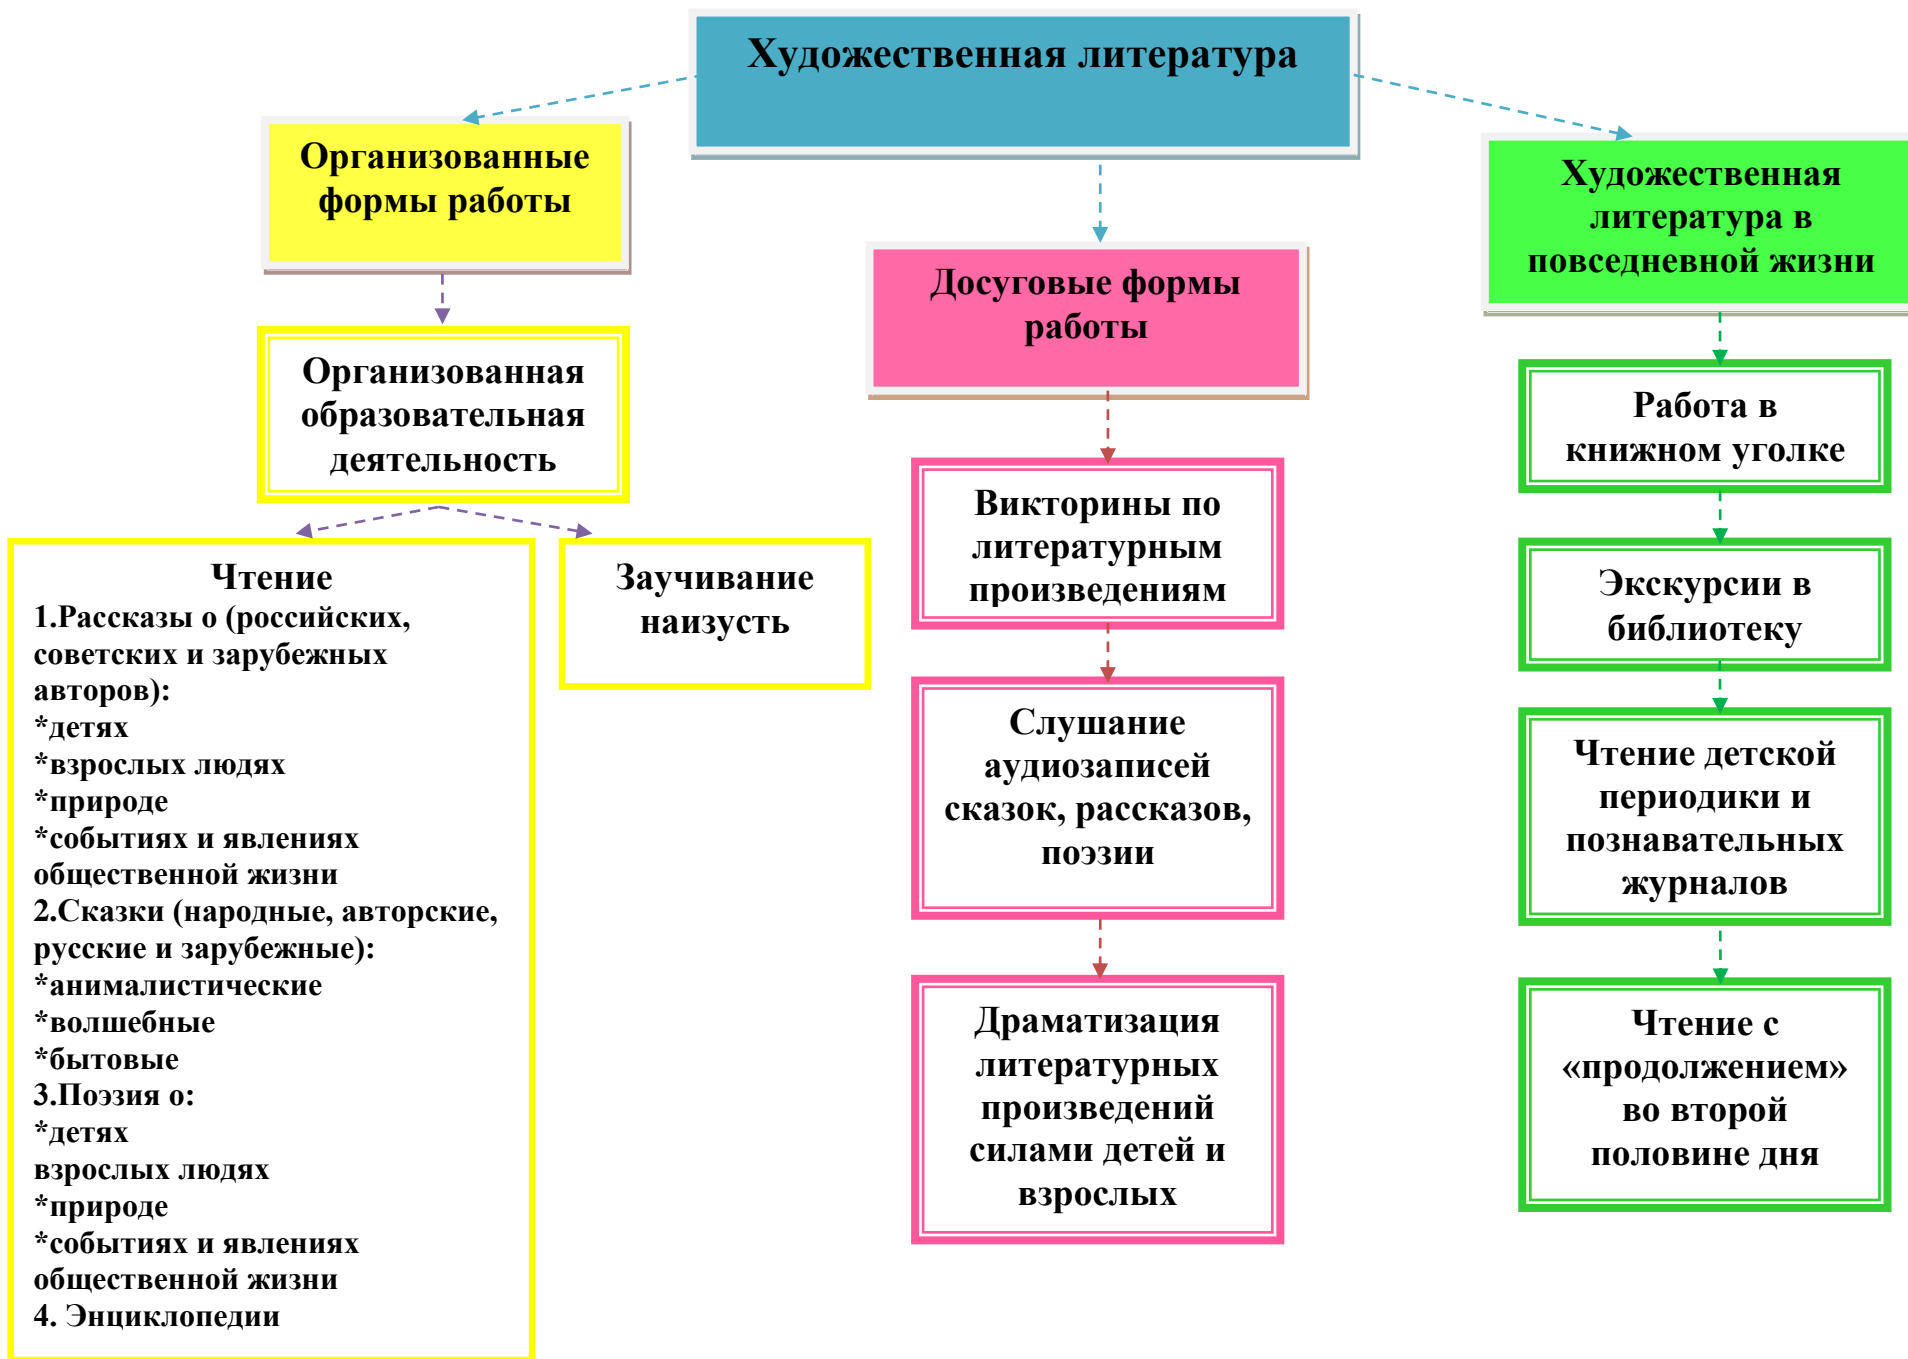 Художественная литература
Организованные
формы работы
Организованная
образовательная
деятельность
Чтение
1.Рассказы о (российских,
советских и зарубежных
авторов):
*детях
*взрослых людях
*природе
*событиях и явлениях
общественной жизни
2.Сказки (народные, авторские,
русские и зарубежные):
*анималистические
*волшебные
*бытовые
3.Поэзия о:
*детях
взрослых людях
*природе
*событиях и явлениях
общественной жизни
4. Энциклопедии
Заучивание
наизусть
Досуговые формы
работы
Викторины по
литературным
произведениям
Слушание
аудиозаписей
сказок, рассказов,
поэзии
Драматизация
литературных
произведений
силами детей и
взрослых
Художественная
литература в
повседневной жизни
Работа в
книжном уголке
Экскурсии в
библиотеку
Чтение детской
периодики и
познавательных
журналов
Чтение с
«продолжением»
во второй
половине дня